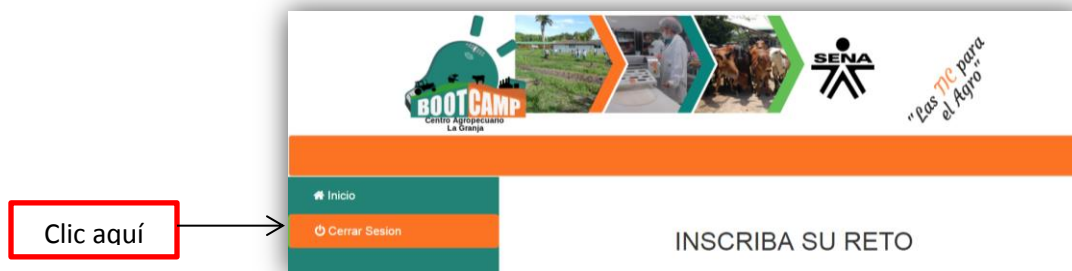 BOOTCAMP
Centro Agropecuario
La Granja
SENA
"Las TIC para
el Agro"
Inicio
Cerrar Sesion
Clic aquí
INSCRIBA SU RETO